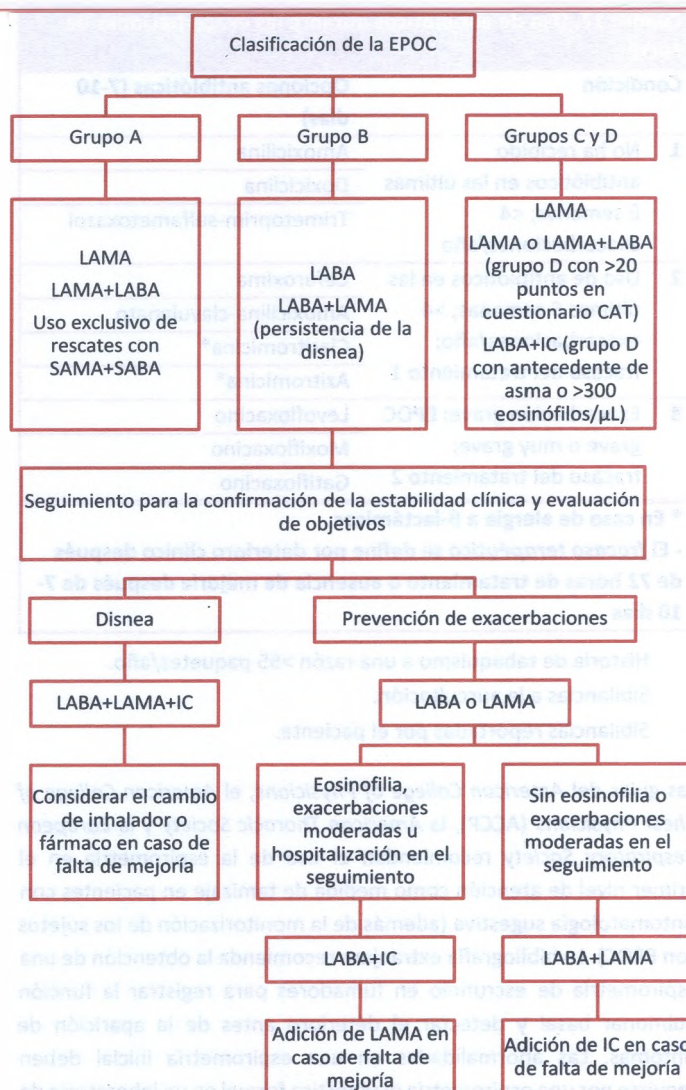 Clasificación de la EPOC
Grupo A
Grupo B
Grupos C y D
LAMA
LAMA+LABA
Uso exclusivo de
rescates con
SAMA+SABA
LABA
LABA+LAMA
(persistencia de la
disnea)
LAMA
LAMA o LAMA+LABA
(grupo D con >20
puntos en
cuestionario CAT)
LABA+IC (grupo D
con antecedente de
asma o >300
eosinófilos/µL)
Seguimiento para la confirmación de la estabilidad clínica y evaluación
de objetivos
Disnea
Prevención de exacerbaciones
LABA+LAMA+IC
LABA o LAMA
Considerar el cambio
de inhalador o
fármaco en caso de
falta de mejoría
Eosinofilia,
exacerbaciones
moderadas u
hospitalización en el
seguimiento
Sin eosinofilia o
exacerbaciones
moderadas en el
seguimiento
LABA+IC
LABA+LAMA
Adición de LAMA en
caso de falta de
mejoría
Adición de IC en caso
de falta de mejoría